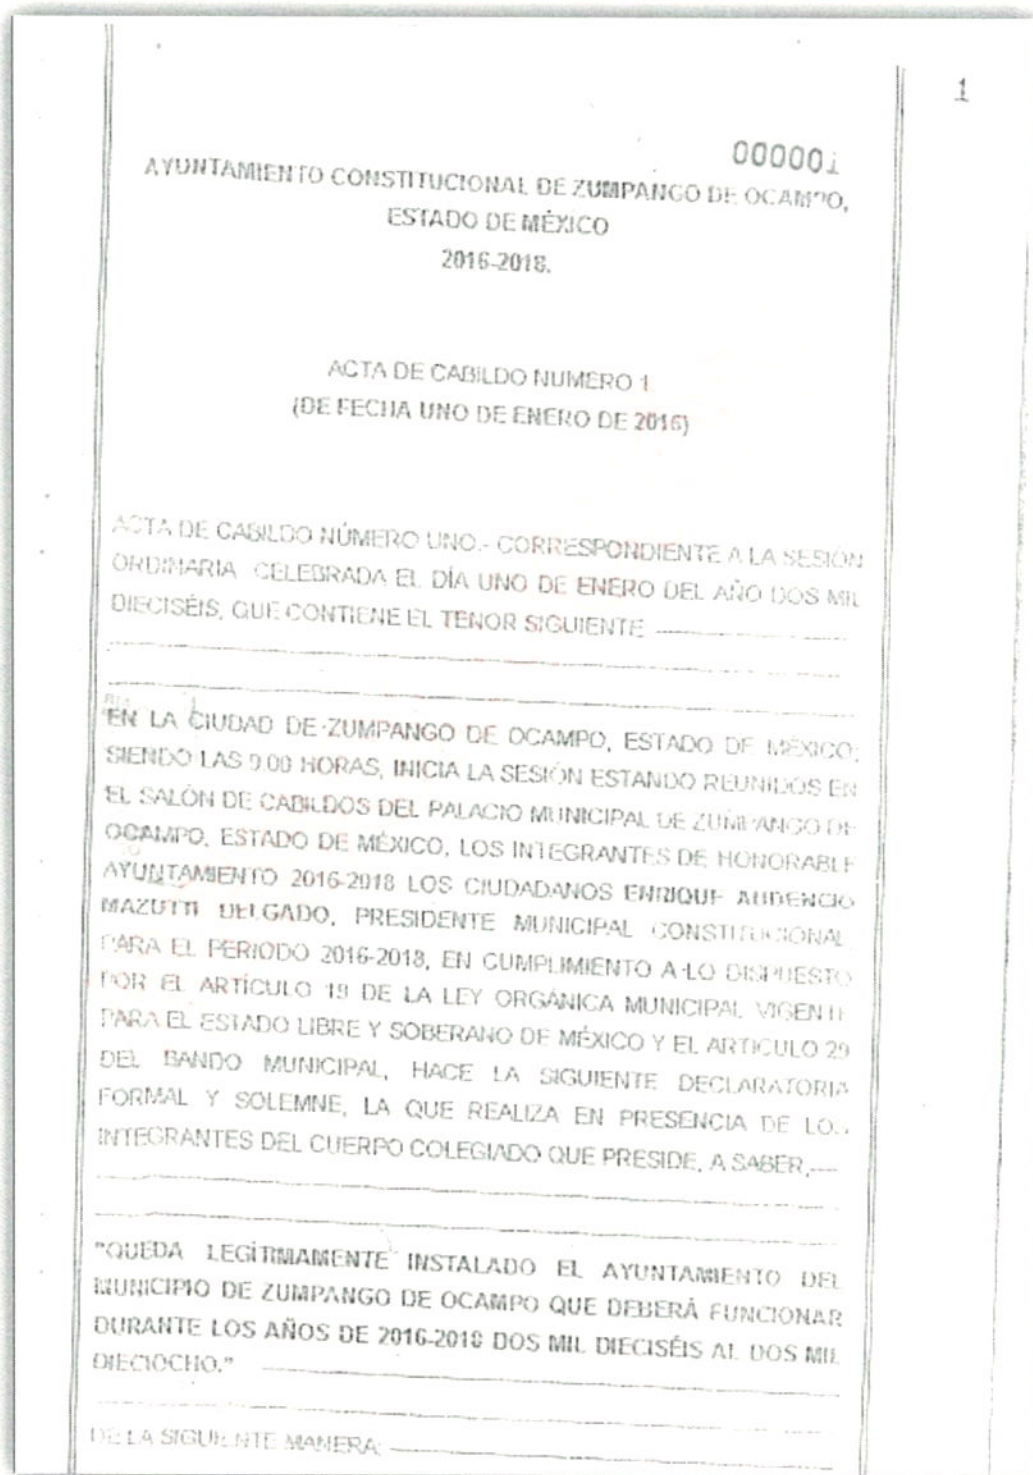 1
000001
AYUNTAMIENTO CONSTITUCIONAL DE ZUMPANGO DE OCAMPO,
ESTADO DE MÉXICO
2016-2018.
ACTA DE CABILDO NUMERO 1
(DE FECHA UNO DE ENERO DE 2016)
ACTA DE CABILDO NÚMERO UNO.- CORRESPONDIENTE A LA SESIÓN
ORDINARIA CELEBRADA EL DÍA UNO DE ENERO DEL AÑO DOS MIL
DIECISÉIS, QUE CONTIENE EL TENOR SIGUIENTE
"EN LA CIUDAD DE ZUMPANGO DE OCAMPO, ESTADO DE MÉXICO,
SIENDO LAS 9.00 HORAS, INICIA LA SESIÓN ESTANDO REUNIDOS EN
EL SALÓN DE CABILDOS DEL PALACIO MUNICIPAL DE ZUMPANGO DE
OCAMPO, ESTADO DE MÉXICO, LOS INTEGRANTES DE HONORABLE
AYUNTAMIENTO 2016-2018 LOS CIUDADANOS ENRIQUE AUDENCIO
MAZUTTI DELGADO, PRESIDENTE MUNICIPAL CONSTITUCIONAL
PARA EL PERIODO 2016-2018, EN CUMPLIMIENTO A LO DISPUESTO
POR EL ARTÍCULO 19 DE LA LEY ORGÁNICA MUNICIPAL VIGENTE
PARA EL ESTADO LIBRE Y SOBERANO DE MÉXICO Y EL ARTICULO 29
DEL BANDO MUNICIPAL, HACE LA SIGUIENTE DECLARATORIA
FORMAL Y SOLEMNE, LA QUE REALIZA EN PRESENCIA DE LOS
INTEGRANTES DEL CUERPO COLEGIADO QUE PRESIDE, A SABER,---
"QUEDA LEGÍTIMAMENTE INSTALADO EL AYUNTAMIENTO DEL
MUNICIPIO DE ZUMPANGO DE OCAMPO QUE DEBERÁ FUNCIONAR
DURANTE LOS AÑOS DE 2016-2018 DOS MIL DIECISÉIS AL DOS MIL
DIECIOCHO."
DE LA SIGUIENTE MANERA: